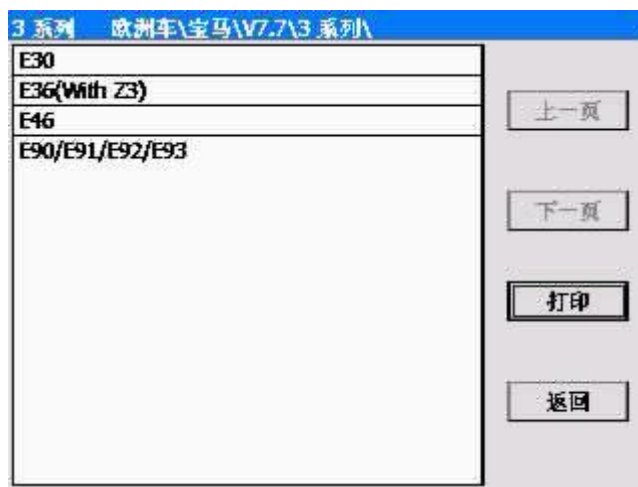 3 系列 欧洲车\宝马\V7.7\3 系列\
E30
E36(With Z3)
E46
E90/E91/E92/E93
上一页
下一页
打印
返回